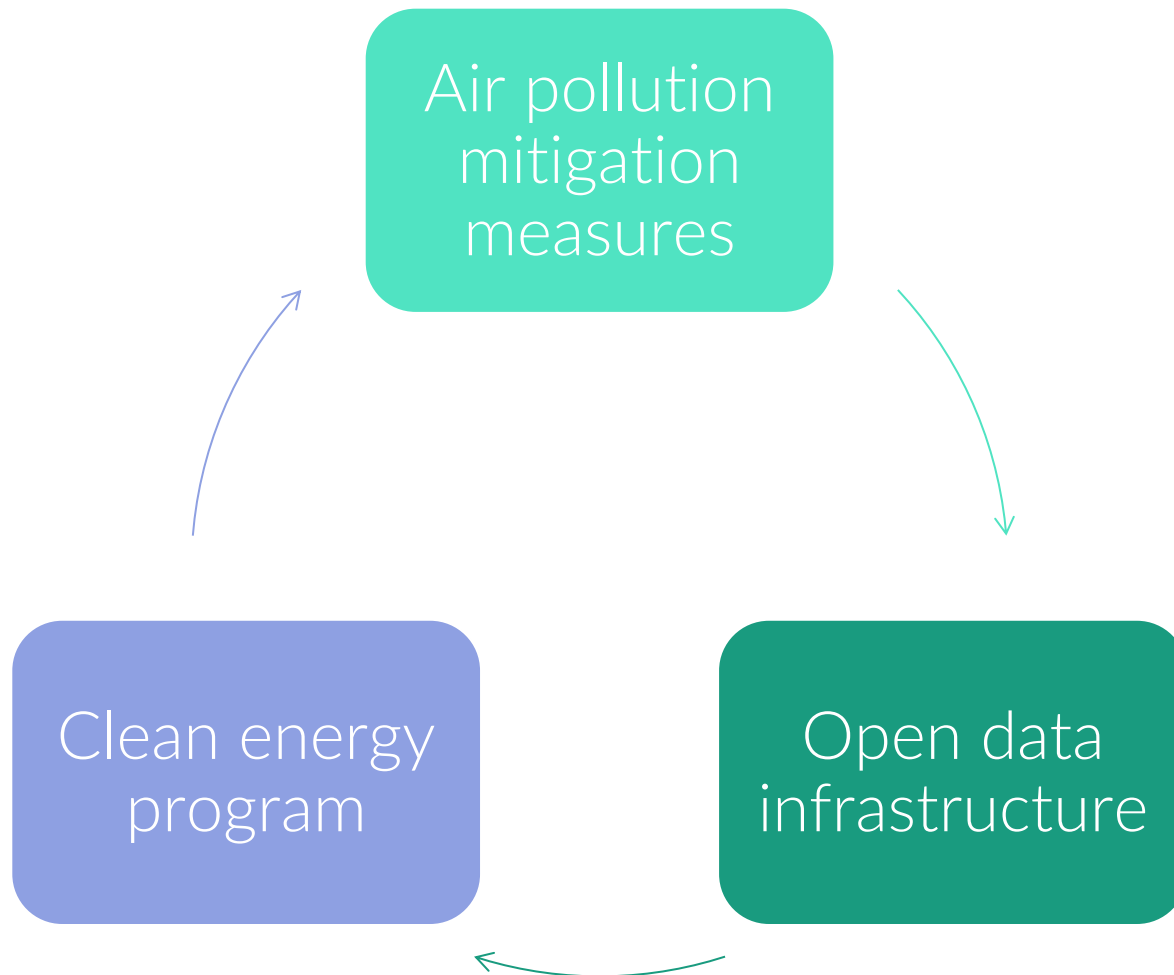 Air pollution
mitigation
measures
Clean energy
program
Open data
infrastructure